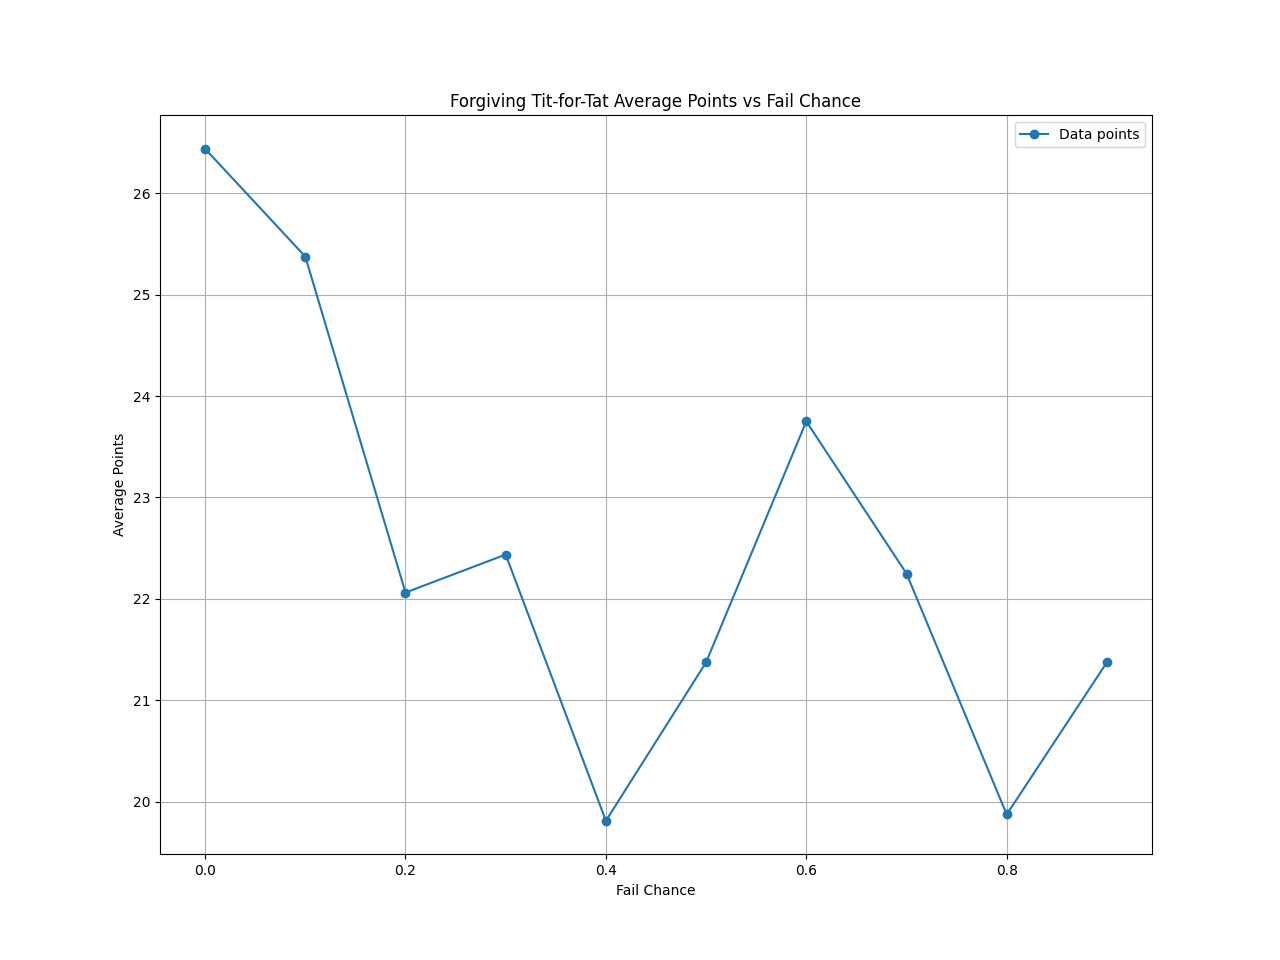 Forgiving Tit-for-Tat Average Points vs Fail Chance
Data points
26
25
24
23
22
21
20
Average Points
0.0 0.2 0.4 0.6 0.8
Fail Chance